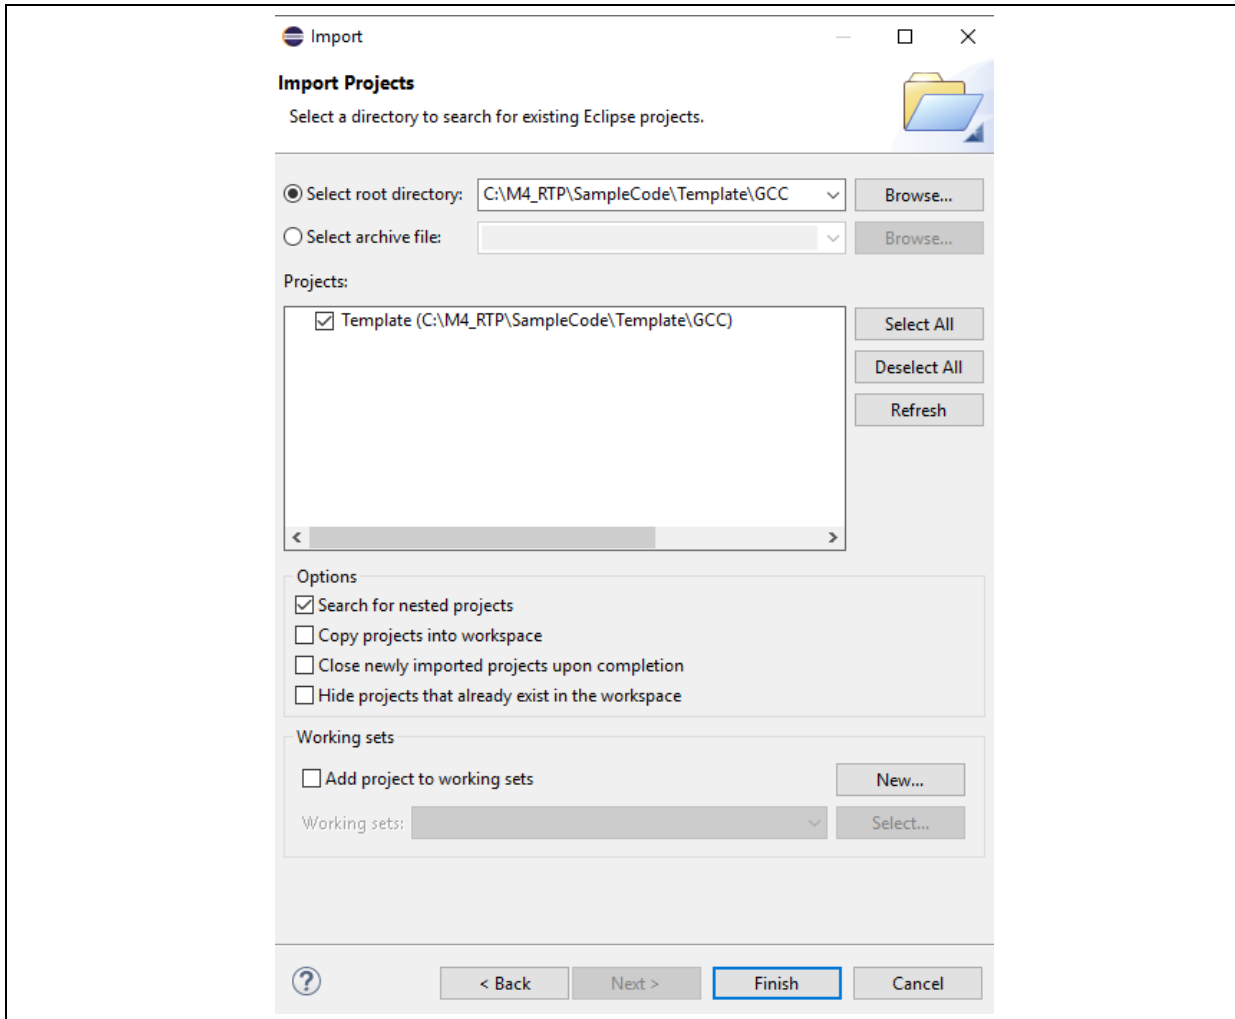 Import
Import Projects
Select a directory to search for existing Eclipse projects.
Select root directory: C:\M4_RTP\SampleCode\Template\GCC Browse...
Select archive file: Browse...
Projects:
Template (C:\M4_RTP\SampleCode\Template\GCC)
Select All
Deselect All
Refresh
Options
Search for nested projects
Copy projects into workspace
Close newly imported projects upon completion
Hide projects that already exist in the workspace
Working sets
Add project to working sets New...
Working sets: Select...
? < Back Next > Finish Cancel